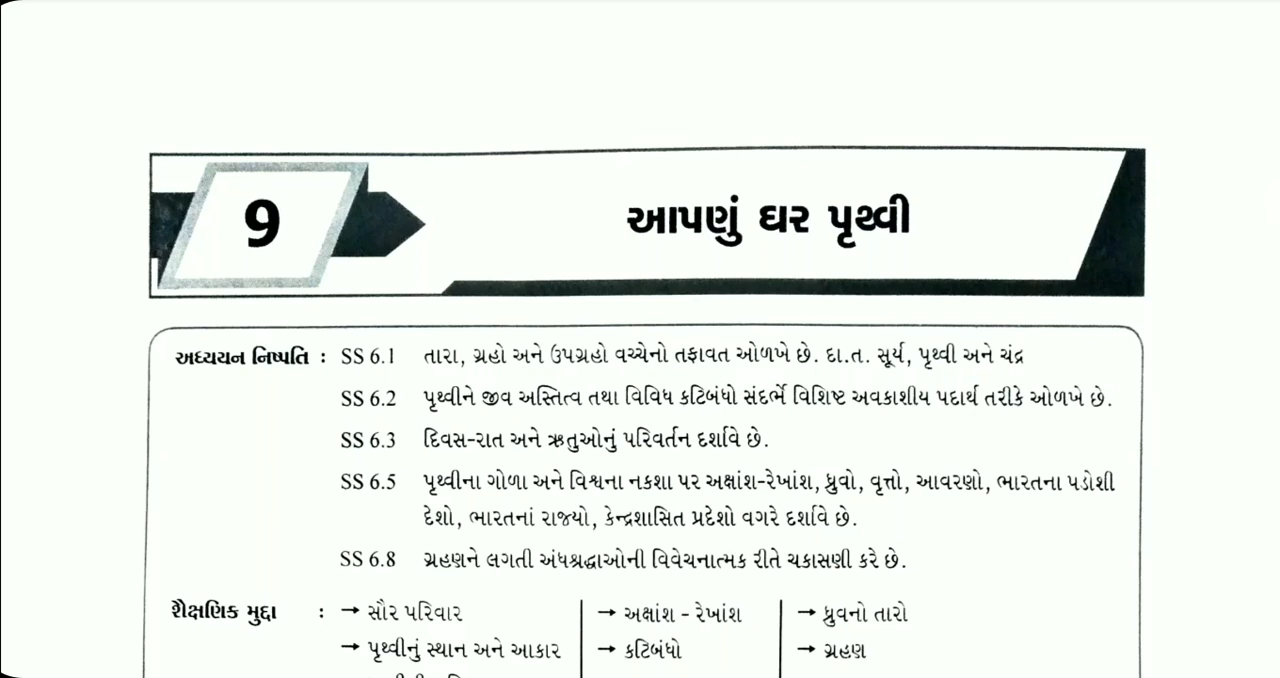 9
આપણું ઘર પૃથ્વી
અધ્યયન નિષ્પતિ : SS 6.1 તારા, ગ્રહો અને ઉપગ્રહો વચ્ચેનો તફાવત ઓળખે છે. દા.ત. સૂર્ય, પૃથ્વી અને ચંદ્ર
SS 6.2 પૃથ્વીને જીવ અસ્તિત્વ તથા વિવિધ કટિબંધો સંદર્ભે વિશિષ્ટ અવકાશીય પદાર્થ તરીકે ઓળખે છે.
SS 6.3 દિવસ-રાત અને ઋતુઓનું પરિવર્તન દર્શાવે છે.
SS 6.5 પૃથ્વીના ગોળા અને વિશ્વના નકશા પર અક્ષાંશ-રેખાંશ, ધ્રુવો, વૃત્તો, આવરણો, ભારતના પડોશી
દેશો, ભારતનાં રાજ્યો, કેન્દ્રશાસિત પ્રદેશો વગરે દર્શાવે છે.
SS 6.8 ગ્રહણને લગતી અંધશ્રદ્ધાઓની વિવેચનાત્મક રીતે ચકાસણી કરે છે.
શૈક્ષણિક મુદ્દા : → સૌર પરિવાર → અક્ષાંશ - રેખાંશ → ધ્રુવનો તારો
→ પૃથ્વીનું સ્થાન અને આકાર → કટિબંધો → ગ્રહણ